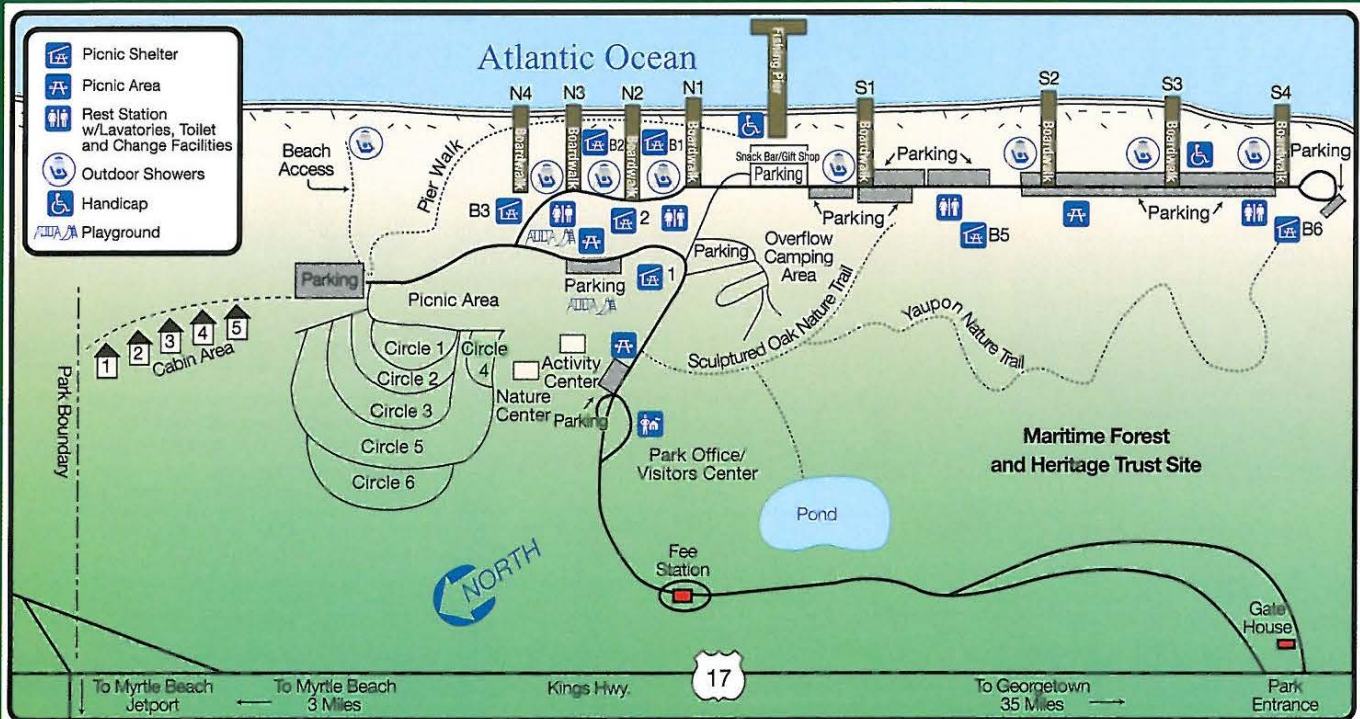 Picnic Shelter
Picnic Area
Rest Station
w/Lavatories, Toilet
and Change Facilities
Outdoor Showers
Handicap
Playground
Atlantic Ocean
Fishing Pier
N4
N3
N2
N1
S1
S2
S3
S4
Boardwalk
Boardwalk
Boardwalk
Boardwalk
Boardwalk
Boardwalk
Boardwalk
Boardwalk
B2
B1
Snack Bar/Gift Shop
Parking
Parking
Parking
Beach
Access
Pier Walk
B3
2
Parking
B5
Parking
B6
Parking
Overflow
Camping
Area
Parking
Parking
1
Picnic Area
Sculptured Oak Nature Trail
Yaupon Nature Trail
1
2
3
4
5
Cabin Area
Circle 1
Circle 2
Circle 3
Circle
4
Circle 5
Circle 6
Activity
Center
Nature
Center
Parking
Park Office/
Visitors Center
Maritime Forest
and Heritage Trust Site
Park Boundary
Pond
NORTH
Fee
Station
Gate
House
To Myrtle Beach
Jetport
To Myrtle Beach
3 Miles
Kings Hwy.
17
To Georgetown
35 Miles
Park
Entrance